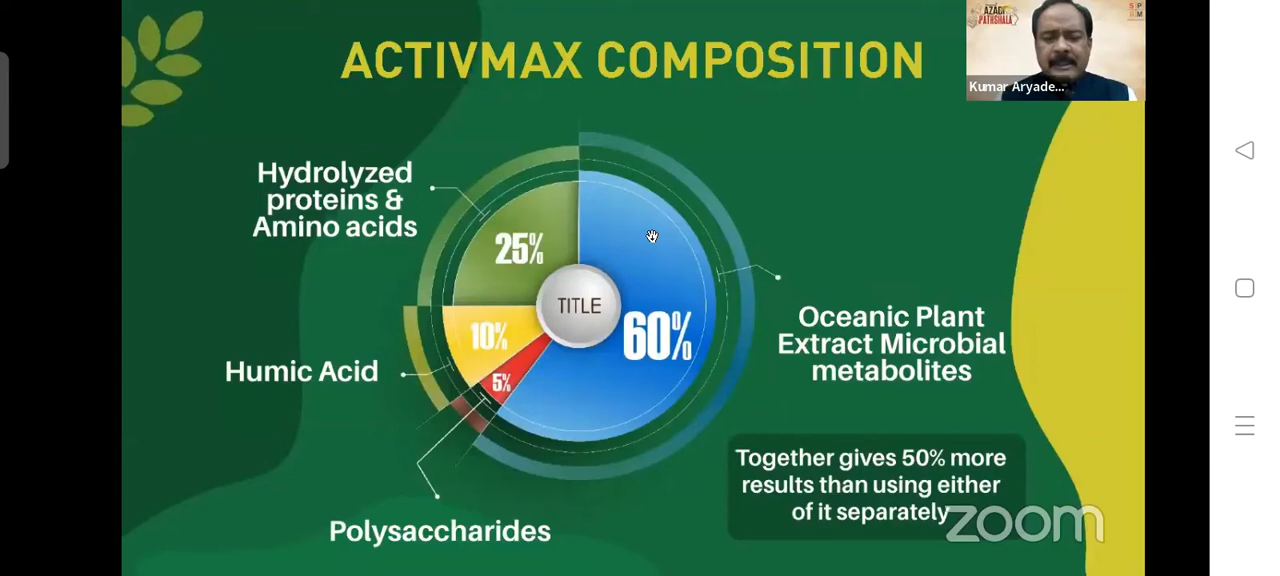 ACTIVMAX COMPOSITION
AZADI
PATHSHALA
Kumar Aryade...
Hydrolyzed
proteins &
Amino acids
25%
TITLE
60%
10%
5%
Oceanic Plant
Extract Microbial
metabolites
Humic Acid
Polysaccharides
Together gives 50% more
results than using either
of it separately
zoom